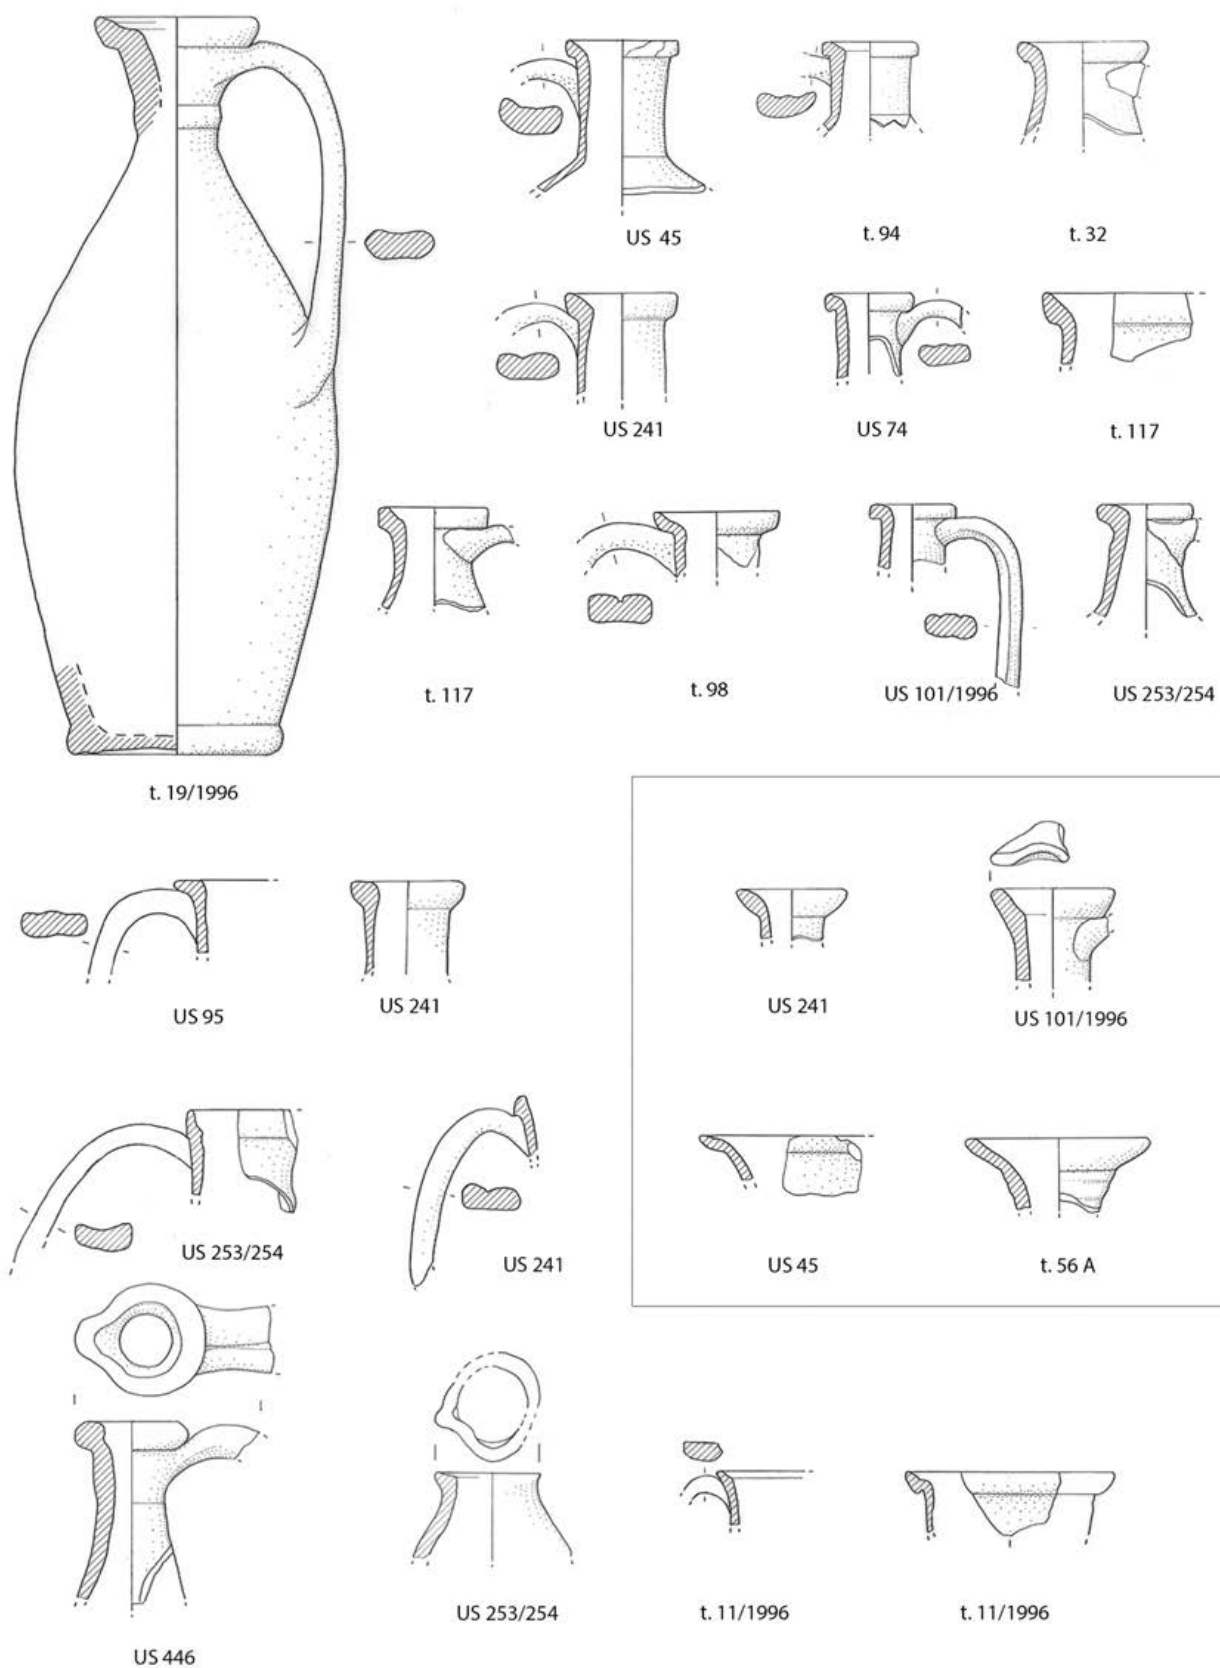 US 45
t. 94
t. 32
US 241
US 74
t. 117
t. 117
t. 98
US 101/1996
US 253/254
t. 19/1996
US 95
US 241
US 241
US 101/1996
US 253/254
US 241
US 45
t. 56 A
US 446
US 253/254
t. 11/1996
t. 11/1996